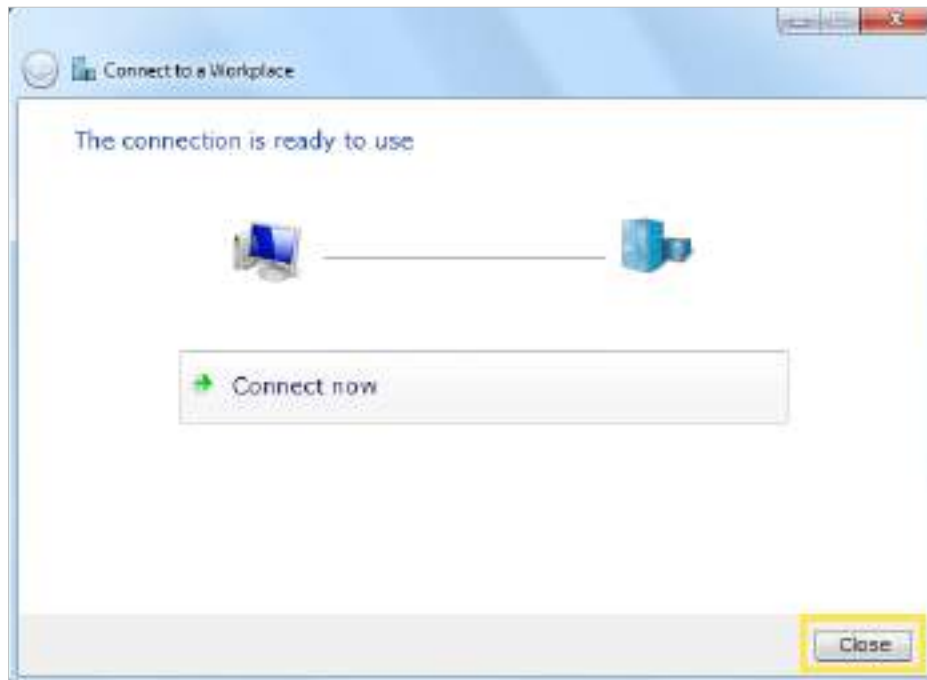 Connect to a Workplace
The connection is ready to use
Connect now
Close